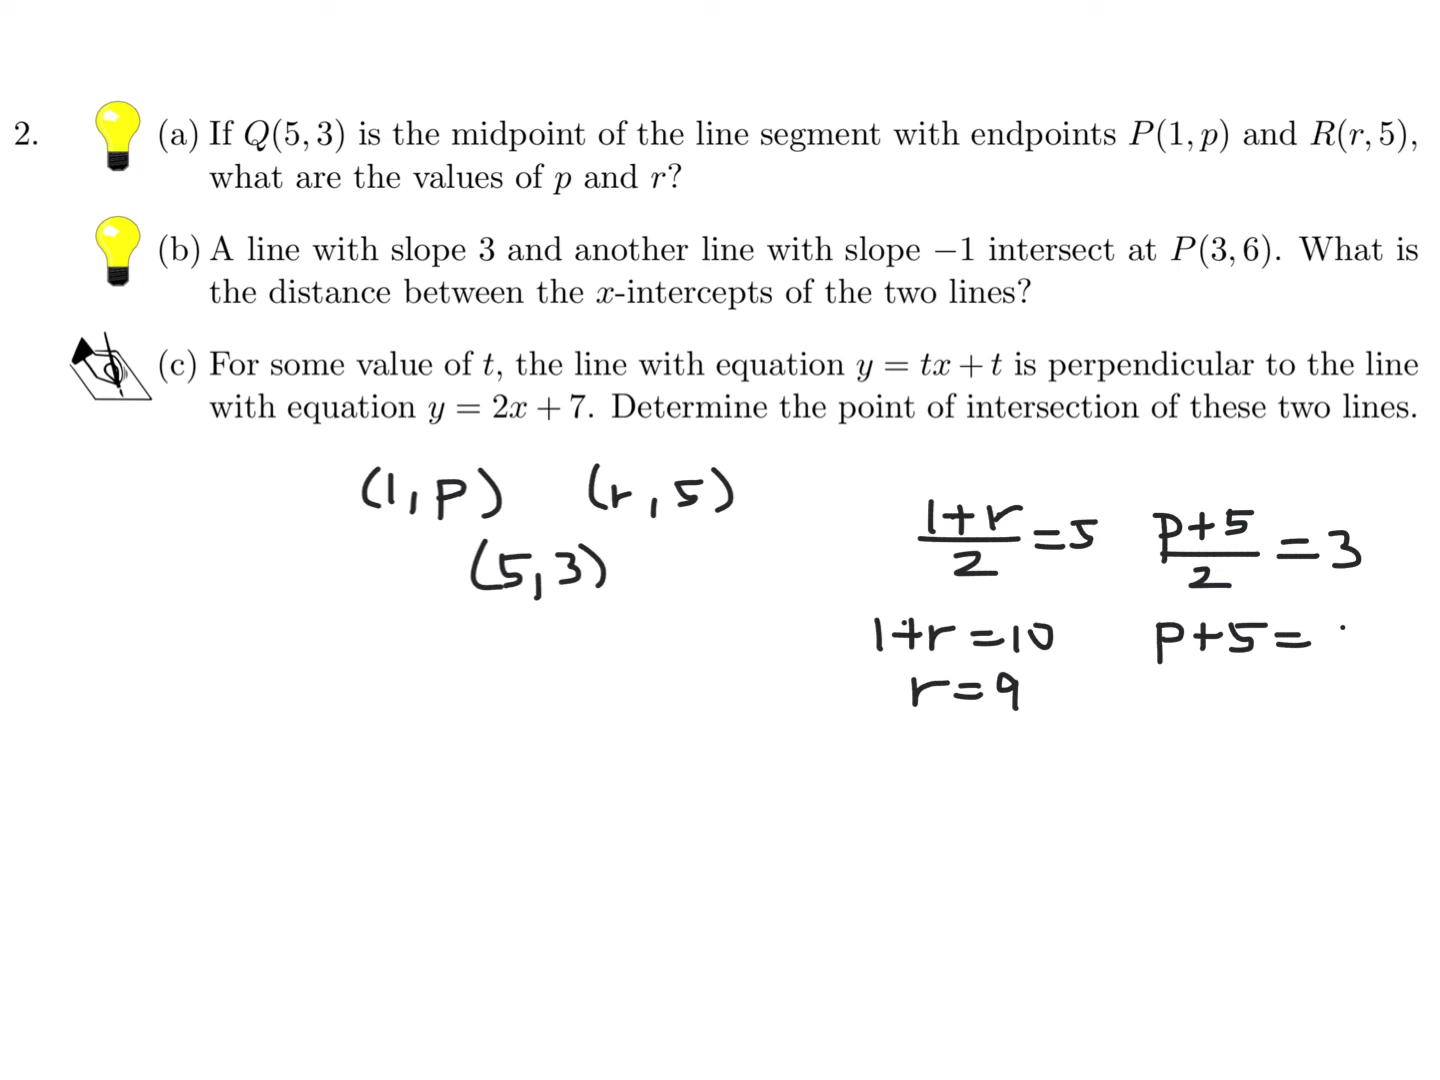 2. (a) If Q(5, 3) is the midpoint of the line segment with endpoints P(1, p) and R(r, 5),
what are the values of p and r?
(b) A line with slope 3 and another line with slope −1 intersect at P(3, 6). What is
the distance between the x-intercepts of the two lines?
(c) For some value of t, the line with equation y = tx + t is perpendicular to the line
with equation y = 2x + 7. Determine the point of intersection of these two lines.
(1, p) (r, 5)
(5, 3)
(1+r)/2 = 5 (p+5)/2 = 3
1+r = 10 p+5 =
r = 9